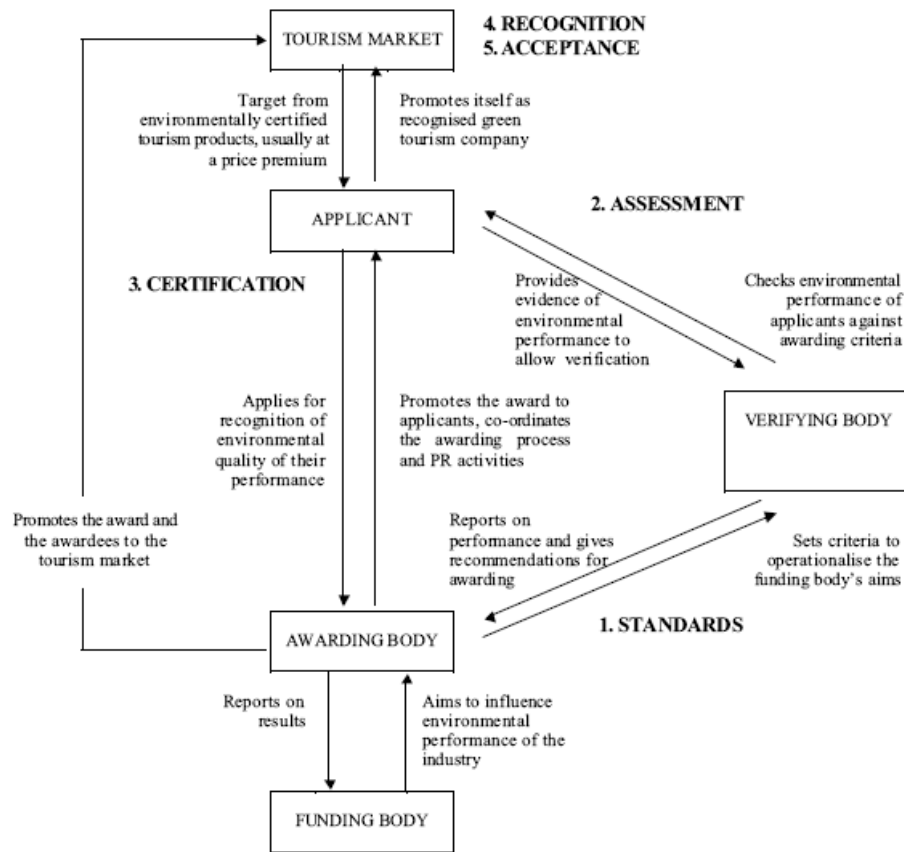 4. RECOGNITION
5. ACCEPTANCE
TOURISM MARKET
Target from
environmentally certified
tourism products, usually at
a price premium
Promotes itself as
recognised green
tourism company
APPLICANT
2. ASSESSMENT
3. CERTIFICATION
Provides
evidence of
environmental
performance to
allow verification
Checks environmental
performance of
applicants against
awarding criteria
Applies for
recognition of
environmental
quality of their
performance
Promotes the award to
applicants, co-ordinates
the awarding process
and PR activities
VERIFYING BODY
Promotes the award and
the awardees to the
tourism market
Reports on
performance and gives
recommendations for
awarding
Sets criteria to
operationalise the
funding body's aims
1. STANDARDS
AWARDING BODY
Reports on
results
Aims to influence
environmental
performance of the
industry
FUNDING BODY